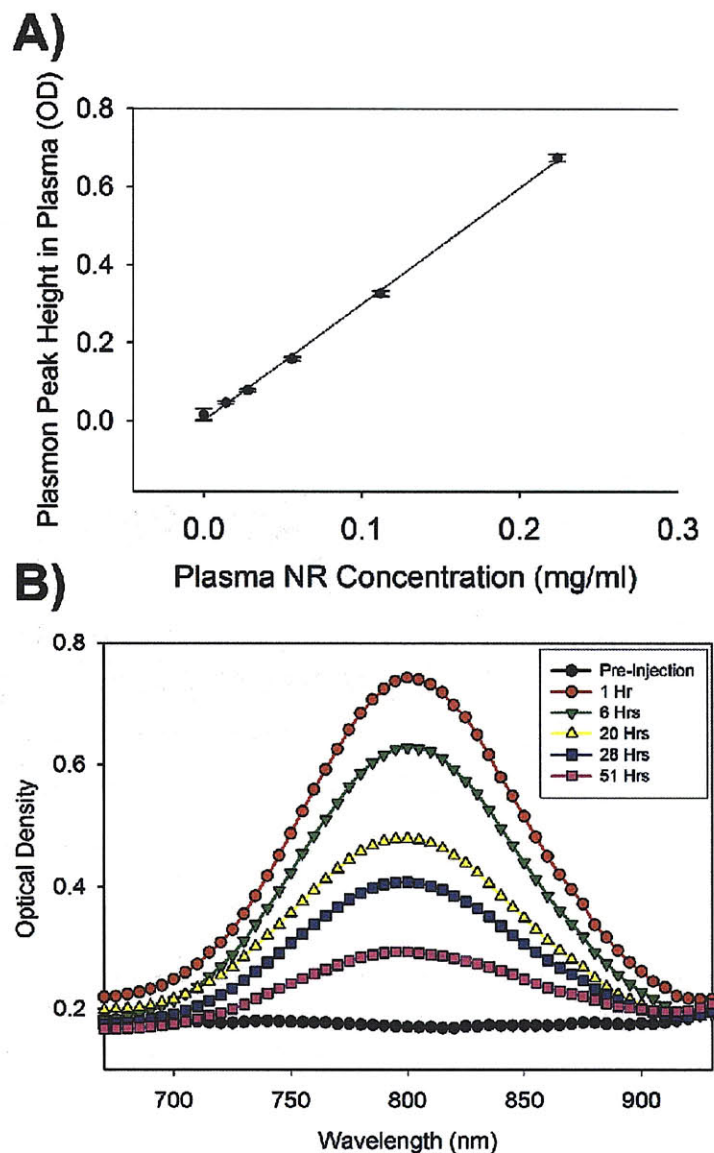 A)
Plasmon Peak Height in Plasma (OD)
0.8
0.6
0.4
0.2
0.0
0.0 0.1 0.2 0.3
Plasma NR Concentration (mg/ml)
B)
Optical Density
0.8
0.6
0.4
0.2
Pre-Injection
1 Hr
6 Hrs
20 Hrs
28 Hrs
51 Hrs
700 750 800 850 900
Wavelength (nm)